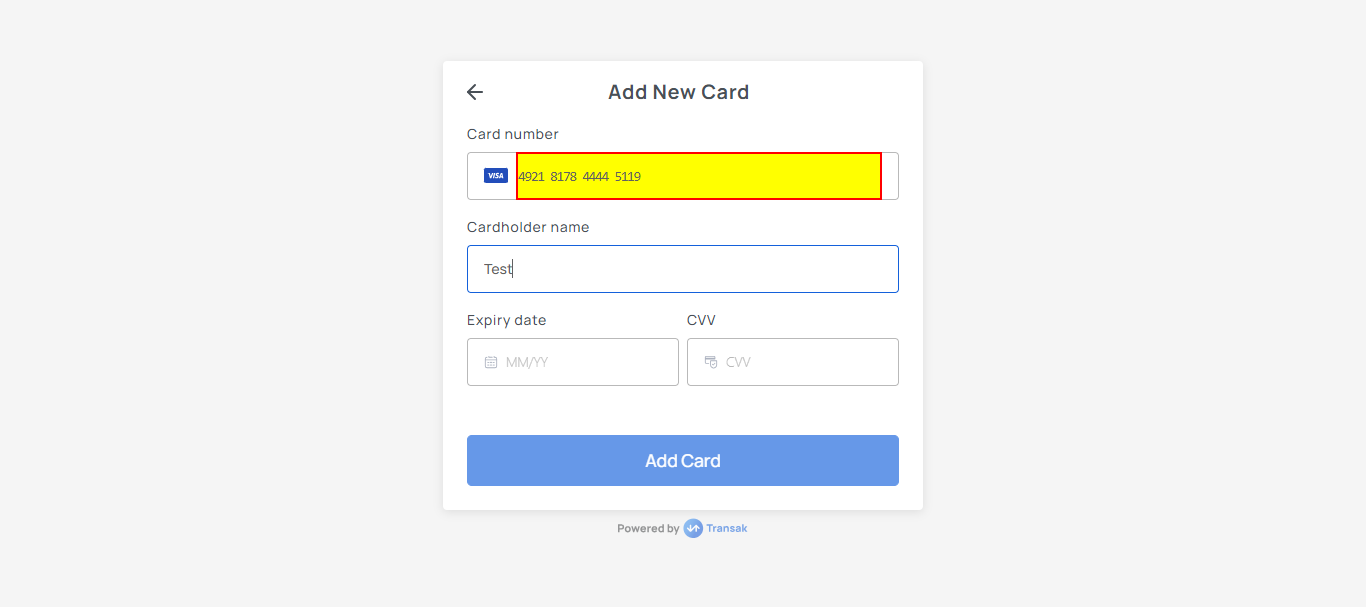 Add New Card
Card number
VISA 4921 8178 4444 5119
Cardholder name
Test
Expiry date CVV
MM/YY CVV
Add Card
Powered by Transak